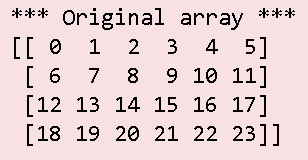 *** Original array ***
[[ 0  1  2  3  4  5]
 [ 6  7  8  9 10 11]
 [12 13 14 15 16 17]
 [18 19 20 21 22 23]]